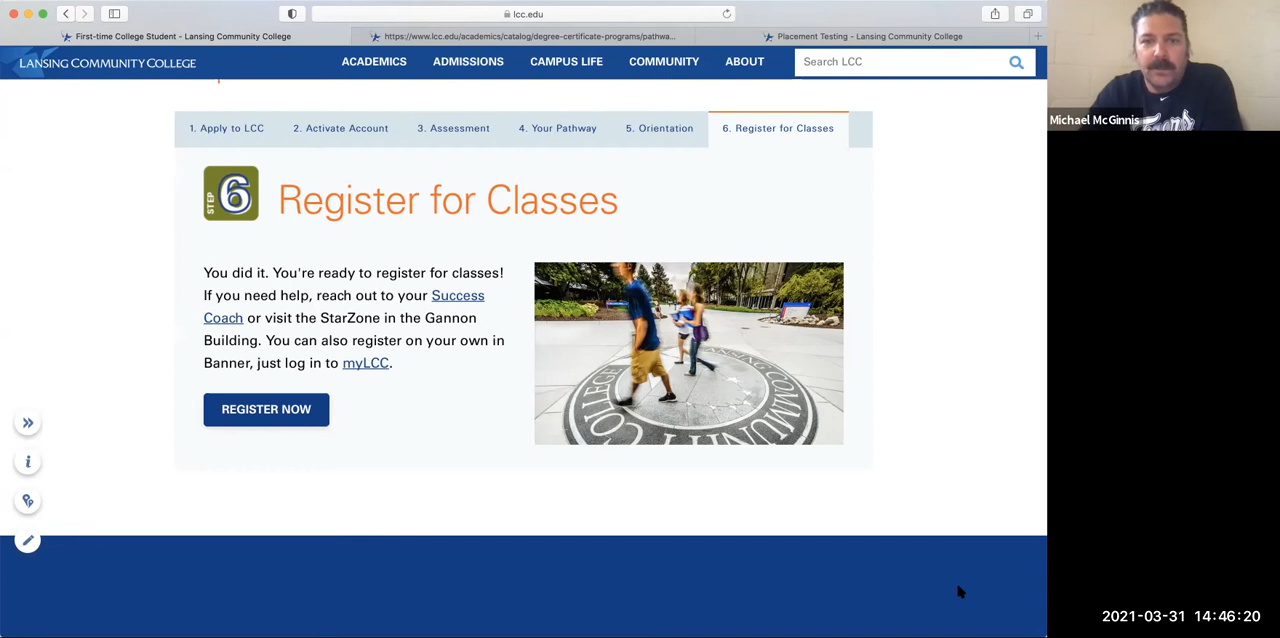 lcc.edu
First-time College Student - Lansing Community College
https://www.lcc.edu/academics/catalog/degree-certificate-programs/pathwa...
Placement Testing - Lansing Community College
LANSING COMMUNITY COLLEGE
ACADEMICS ADMISSIONS CAMPUS LIFE COMMUNITY ABOUT
Search LCC
Michael McGinnis
1. Apply to LCC 2. Activate Account 3. Assessment 4. Your Pathway 5. Orientation 6. Register for Classes
STEP 6
Register for Classes
You did it. You're ready to register for classes!
If you need help, reach out to your Success
Coach or visit the StarZone in the Gannon
Building. You can also register on your own in
Banner, just log in to myLCC.
REGISTER NOW
COLLEGE
COMMUNITY
2021-03-31 14:46:20